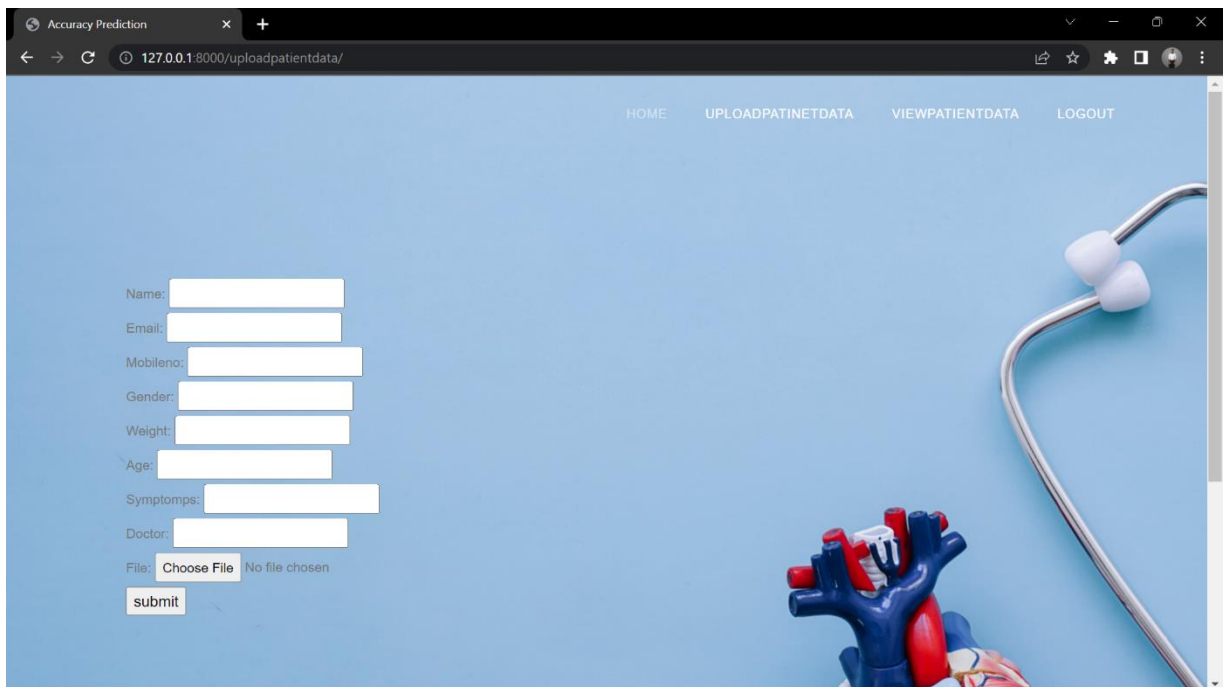 Accuracy Prediction
127.0.0.1:8000/uploadpatientdata/
HOME UPLOADPATINETDATA VIEWPATIENTDATA LOGOUT
Name:
Email:
Mobileno:
Gender:
Weight:
Age:
Symptomps:
Doctor:
File: Choose File No file chosen
submit